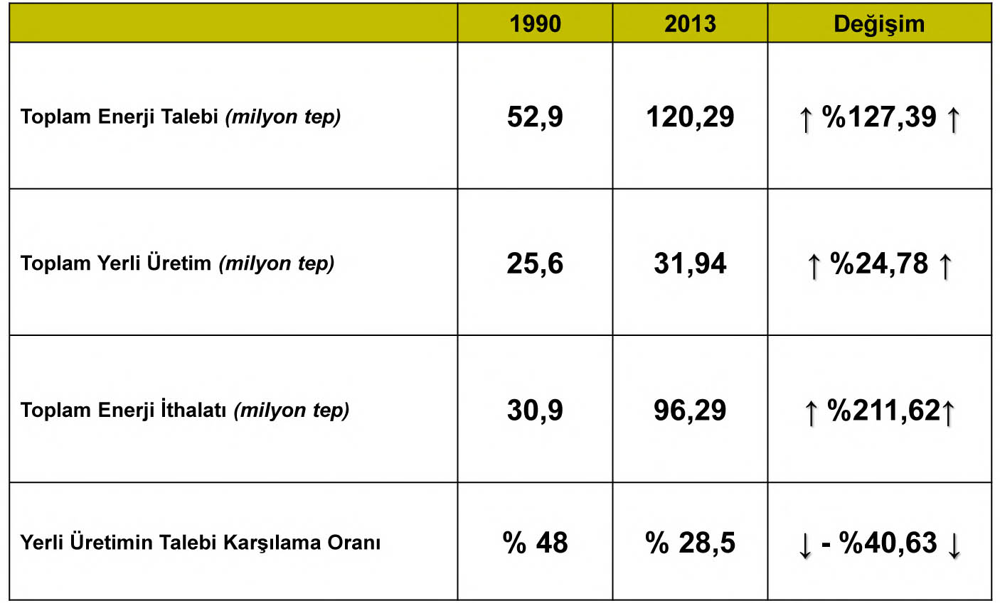 1990 2013 Değişim
Toplam Enerji Talebi (milyon tep) 52,9 120,29 ↑ %127,39 ↑
Toplam Yerli Üretim (milyon tep) 25,6 31,94 ↑ %24,78 ↑
Toplam Enerji İthalatı (milyon tep) 30,9 96,29 ↑ %211,62↑
Yerli Üretimin Talebi Karşılama Oranı % 48 % 28,5 ↓ - %40,63 ↓